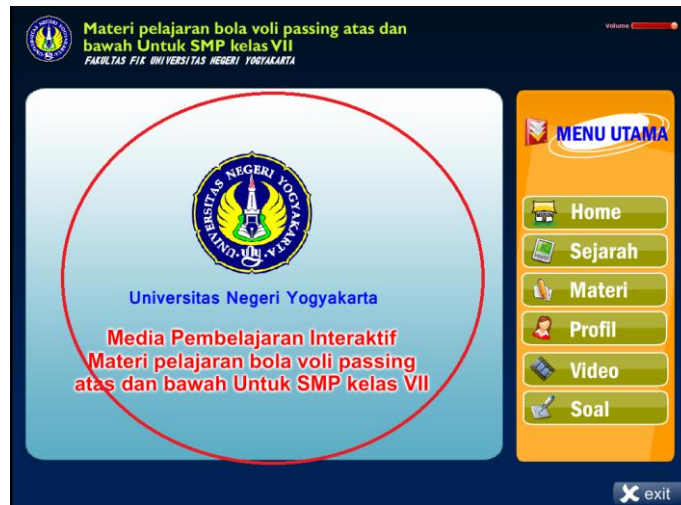 Materi pelajaran bola voli passing atas dan
bawah Untuk SMP kelas VII
FAKULTAS FIK UNIVERSITAS NEGERI YOGYAKARTA
Volume
UNIVERSITAS NEGERI YOGYAKARTA
Universitas Negeri Yogyakarta
Media Pembelajaran Interaktif
Materi pelajaran bola voli passing
atas dan bawah Untuk SMP kelas VII
MENU UTAMA
Home
Sejarah
Materi
Profil
Video
Soal
exit